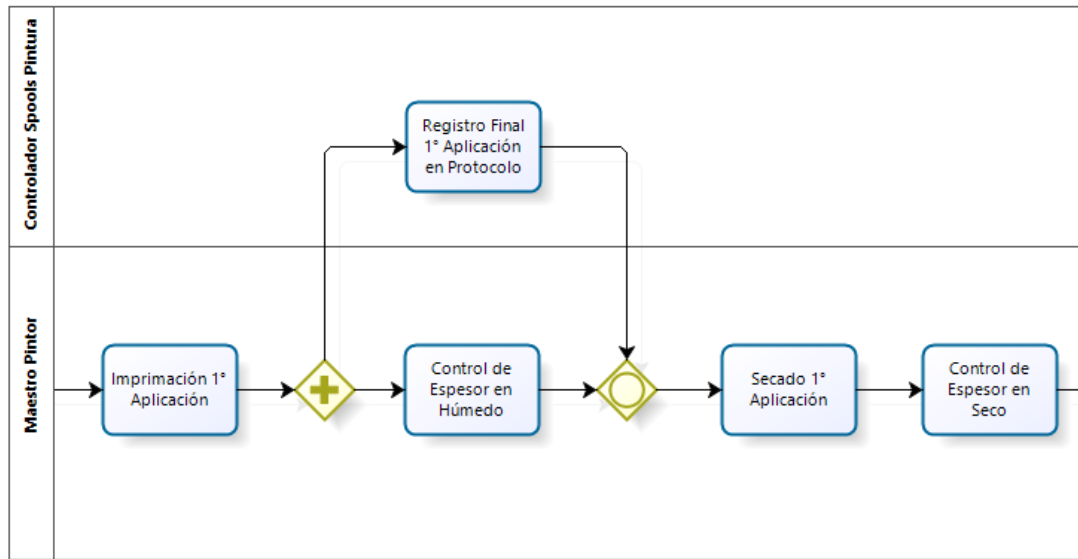 Controlador Spools Pintura
Registro Final
1° Aplicación
en Protocolo
Maestro Pintor
Imprimación 1°
Aplicación
Control de
Espesor en
Húmedo
Secado 1°
Aplicación
Control de
Espesor en
Seco